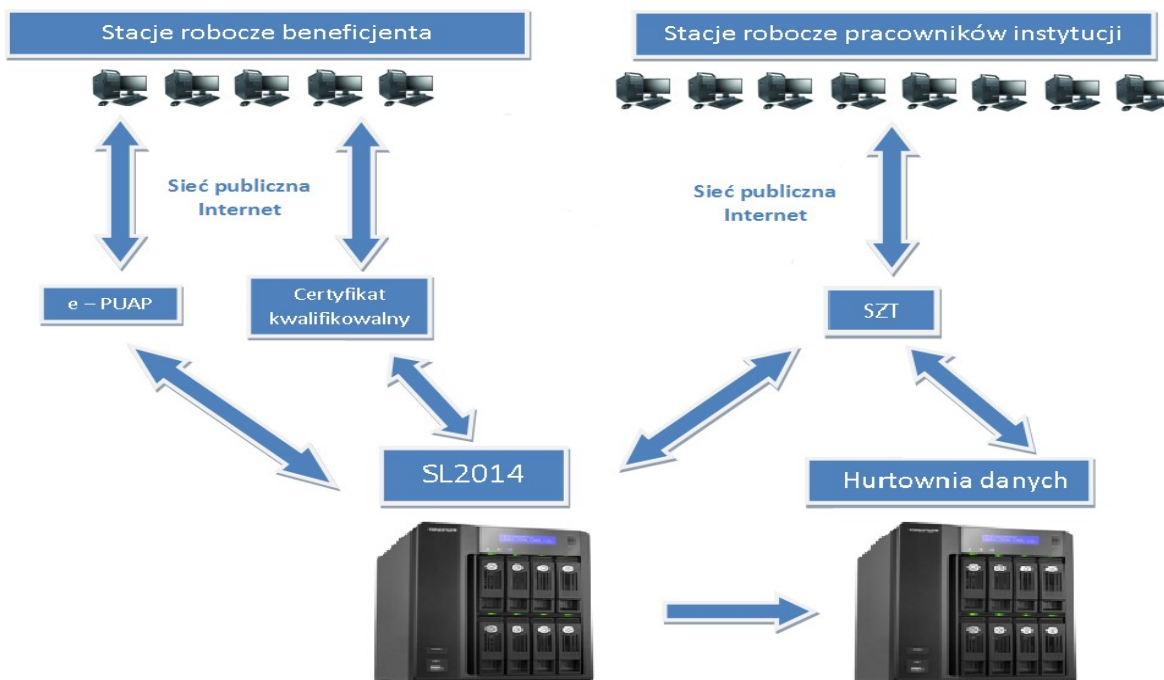 Stacje robocze beneficjenta
Stacje robocze pracowników instytucji
Sieć publiczna
Internet
Sieć publiczna
Internet
e – PUAP
Certyfikat
kwalifikowalny
SZT
SL2014
Hurtownia danych